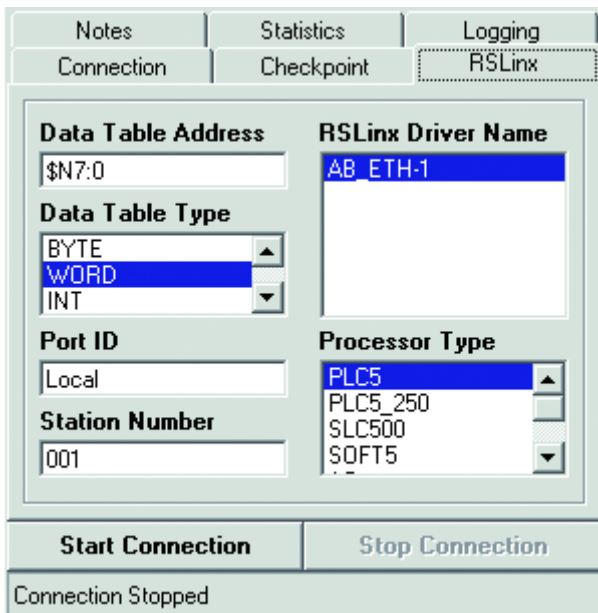 Notes
Statistics
Logging
Connection
Checkpoint
RSLinx
Data Table Address
$N7:0
Data Table Type
BYTE
WORD
INT
Port ID
Local
Station Number
001
RSLinx Driver Name
AB_ETH-1
Processor Type
PLC5
PLC5_250
SLC500
SOFT5
Start Connection
Stop Connection
Connection Stopped